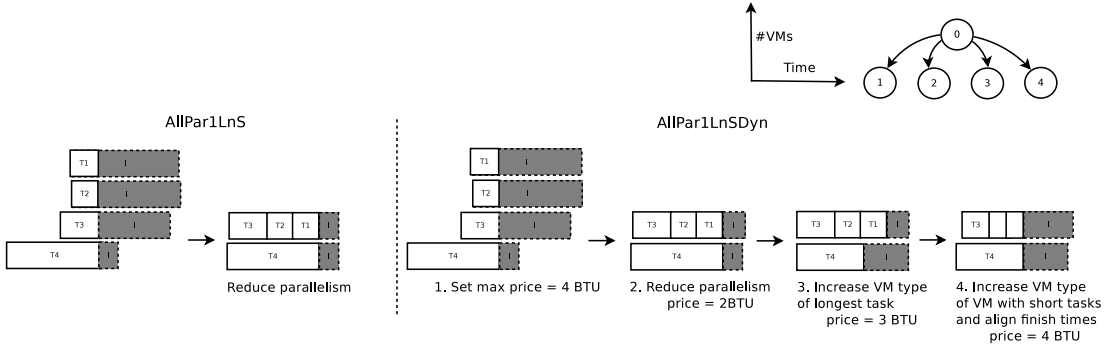 #VMs
Time
0
1
2
3
4
AllPar1LnS
AllPar1LnSDyn
T1
I
T2
I
T3
I
T4
I
T3 T2 T1 I
T4 I
Reduce parallelism
T1
I
T2
I
T3
I
T4
I
1. Set max price = 4 BTU
T3 T2 T1 I
T4 I
2. Reduce parallelism
price = 2BTU
T3 T2 T1 I
T4 I
3. Increase VM type
of longest task
price = 3 BTU
T3 I
T4 I
4. Increase VM type
of VM with short tasks
and align finish times
price = 4 BTU